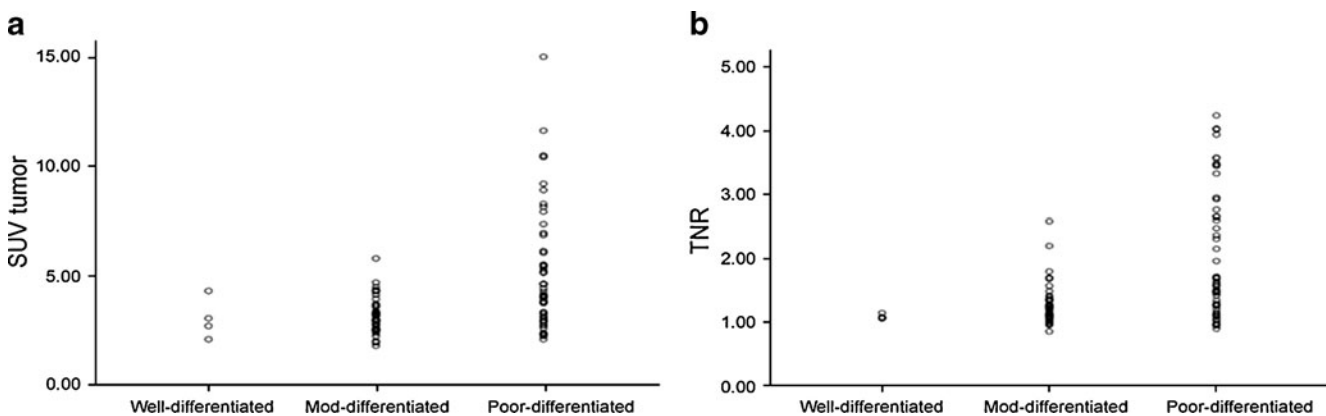 a
SUV tumor
15.00
10.00
5.00
0.00
Well-differentiated Mod-differentiated Poor-differentiated
b
TNR
5.00
4.00
3.00
2.00
1.00
0.00
Well-differentiated Mod-differentiated Poor-differentiated